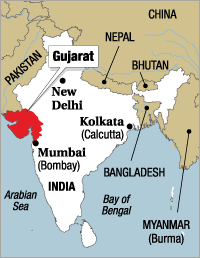 CHINA
NEPAL
PAKISTAN
Gujarat
BHUTAN
New
Delhi
Kolkata
(Calcutta)
Mumbai
(Bombay)
BANGLADESH
Arabian
Sea
INDIA
Bay of
Bengal
MYANMAR
(Burma)